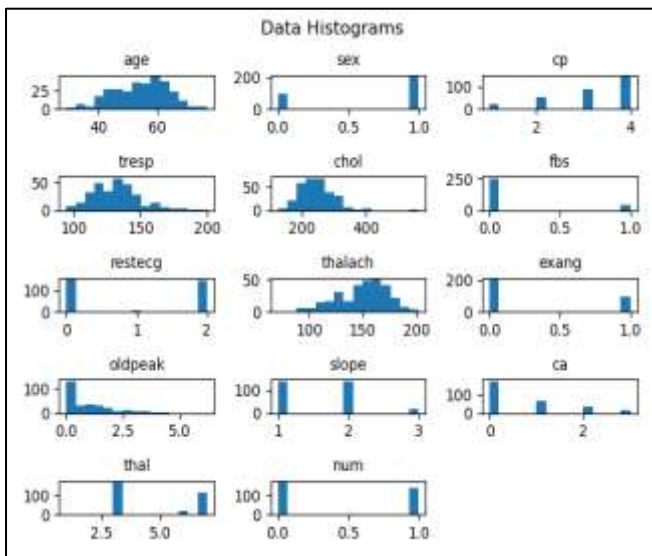 Data Histograms
age sex cp
25 200 100
0 0 0
40 60 0.0 0.5 1.0 2 4
tresp chol fbs
50 50 250
0 0 0
100 150 200 200 400 0.0 0.5 1.0
restecg thalach exang
100 50 200
0 0 0
0 1 2 100 150 200 0.0 0.5 1.0
oldpeak slope ca
100 100 100
0 0 0
0.0 2.5 5.0 1 2 3 0 2
thal num
100 100
0 0
2.5 5.0 0.0 0.5 1.0